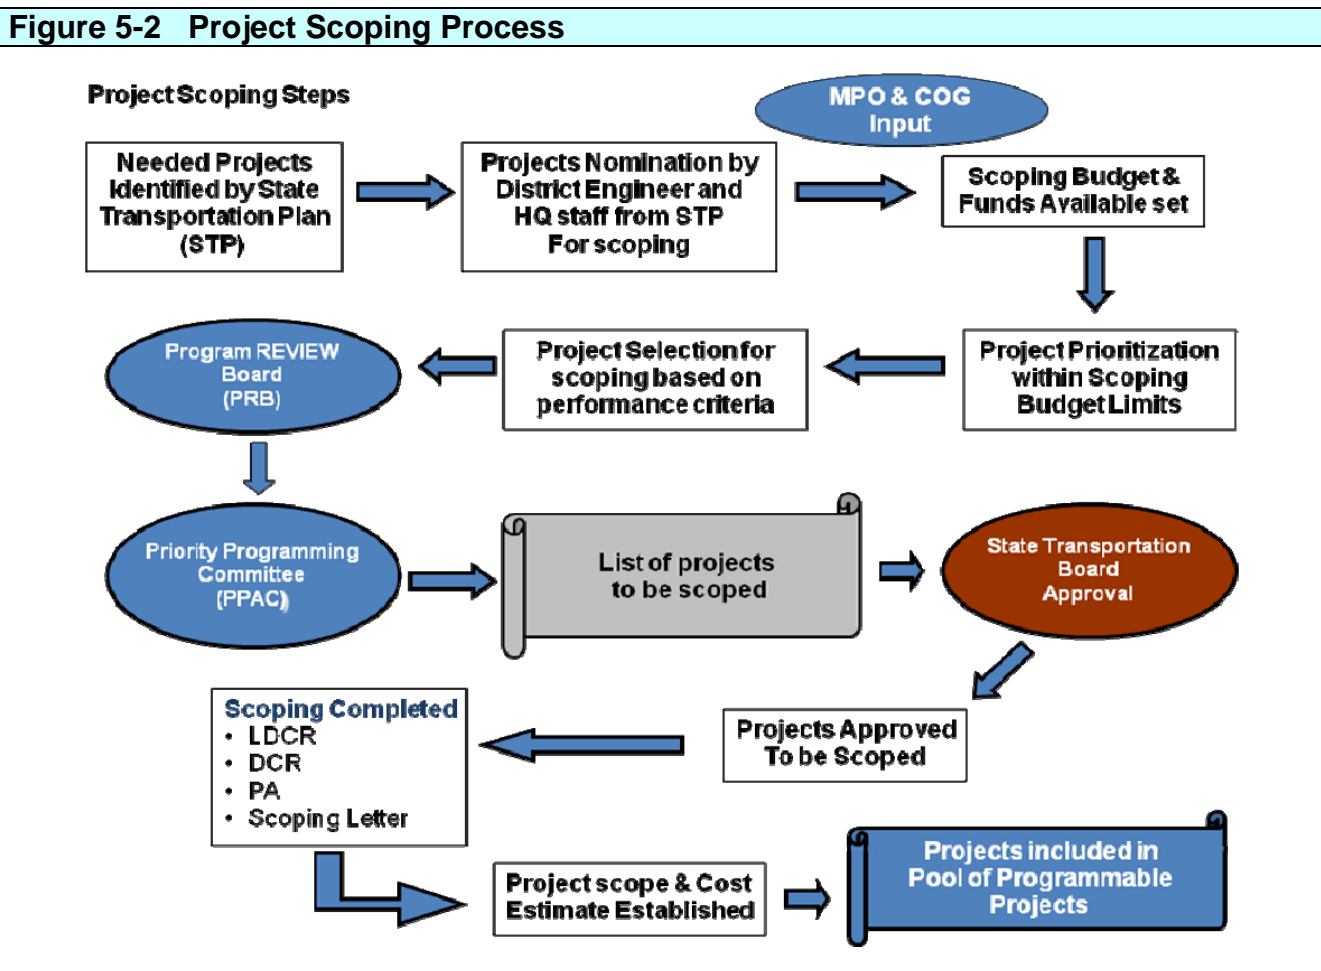 Figure 5-2   Project Scoping Process
Project Scoping Steps
MPO & COG
Input
Needed Projects
Identified by State
Transportation Plan
(STP)
Projects Nomination by
District Engineer and
HQ staff from STP
For scoping
Scoping Budget &
Funds Available set
Project Prioritization
within Scoping
Budget Limits
Project Selection for
scoping based on
performance criteria
Program REVIEW
Board
(PRB)
Priority Programming
Committee
(PPAC)
List of projects
to be scoped
State Transportation
Board
Approval
Projects Approved
To be Scoped
Scoping Completed
• LDCR
• DCR
• PA
• Scoping Letter
Project scope & Cost
Estimate Established
Projects included in
Pool of Programmable
Projects